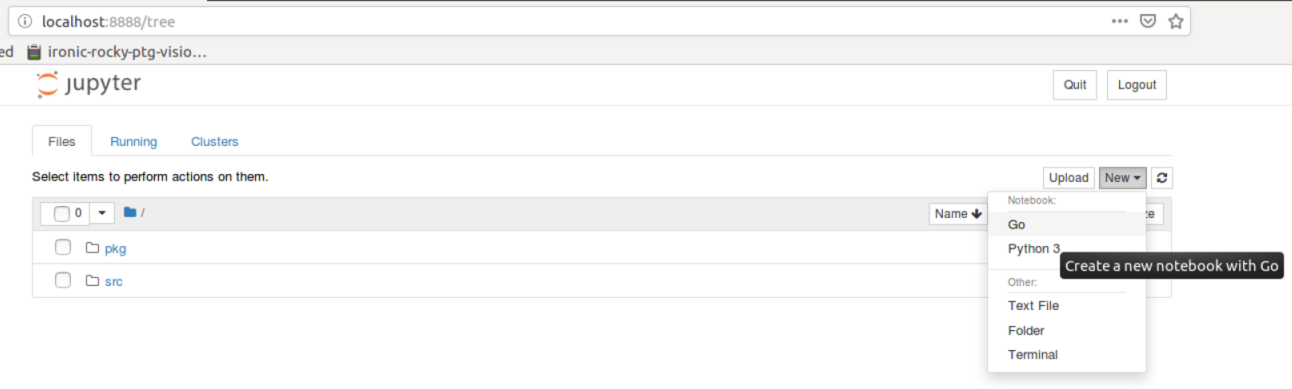 localhost:8888/tree
ed ironic-rocky-ptg-visio...
jupyter
Quit Logout
Files Running Clusters
Select items to perform actions on them.
Upload New
0 / Name ze
Notebook:
Go
pkg
Python 3
Create a new notebook with Go
src
Other:
Text File
Folder
Terminal